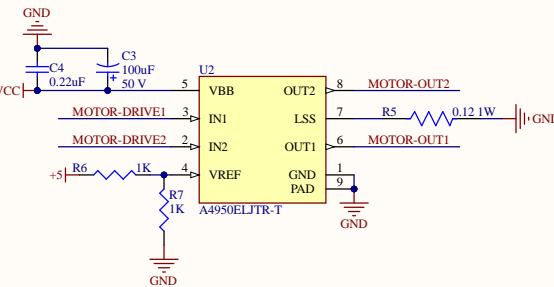 GND
C3
C4
100uF
0.22uF
50 V
VCC
U2
5 VBB OUT2 8 MOTOR-OUT2
MOTOR-DRIVE1 3 IN1 LSS 7 R5 0.12 1W GND
MOTOR-DRIVE2 2 IN2 OUT1 6 MOTOR-OUT1
R6 1K
+5 4 VREF GND 1
PAD 9
R7
1K
A4950ELJTR-T
GND
GND